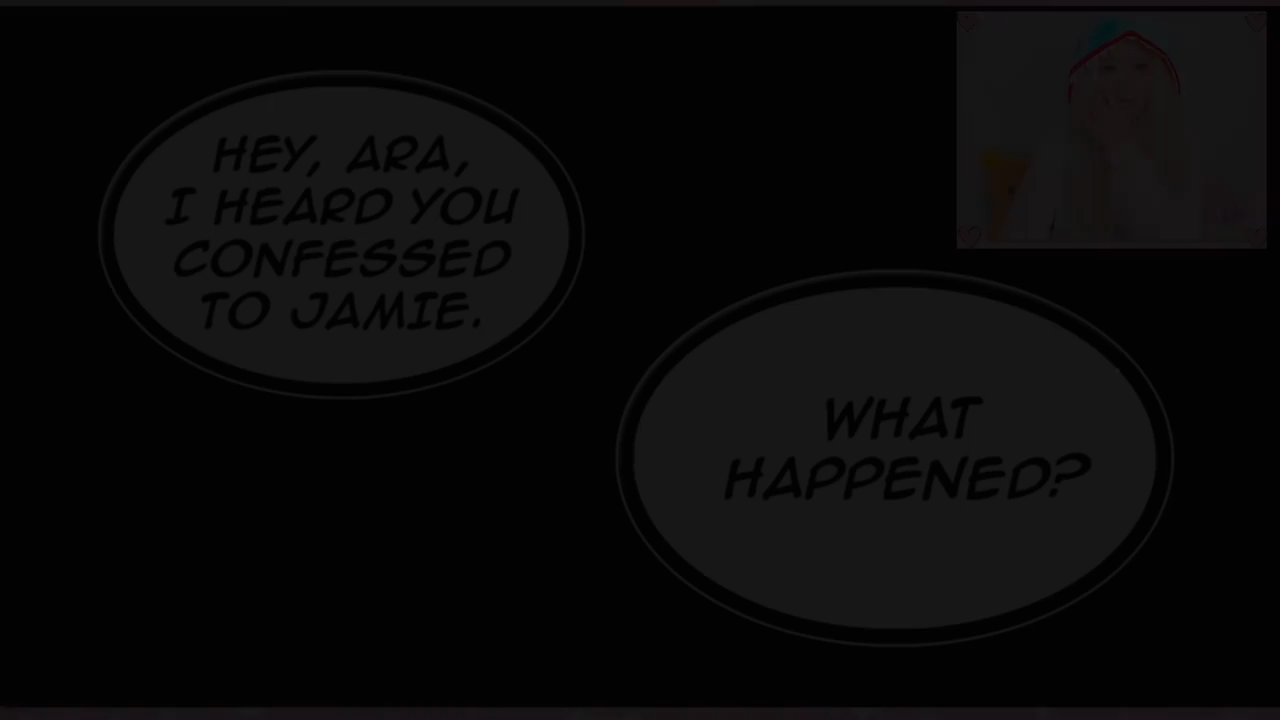 HEY, ARA,
I HEARD YOU
CONFESSED
TO JAMIE.
WHAT
HAPPENED?